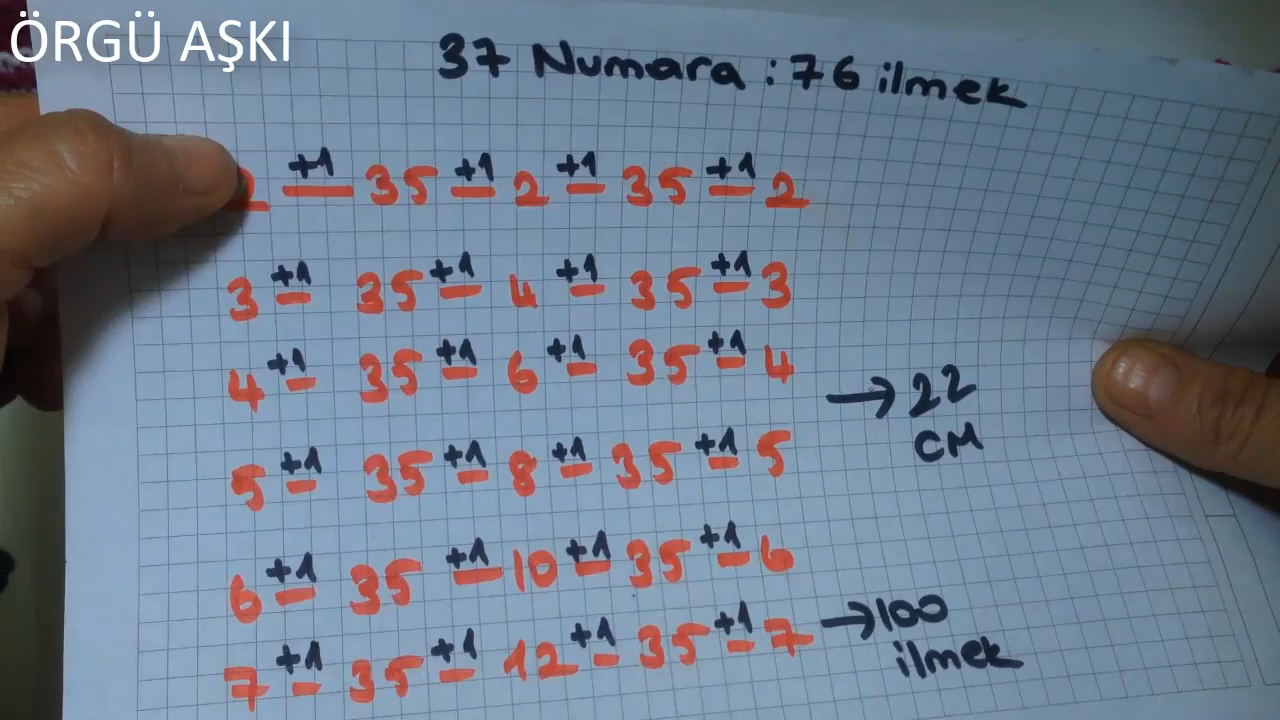 ÖRGÜ AŞKI
37 Numara : 76 ilmek
2 +1 — 35 +1 — 2 +1 — 35 +1 — 2
3 +1 — 35 +1 — 4 +1 — 35 +1 — 3
4 +1 — 35 +1 — 6 +1 — 35 +1 — 4
→ 22
CM
5 +1 — 35 +1 — 8 +1 — 35 +1 — 5
6 +1 — 35 +1 — 10 +1 — 35 +1 — 6
7 +1 — 35 +1 — 12 +1 — 35 +1 — 7 → 100
ilmek